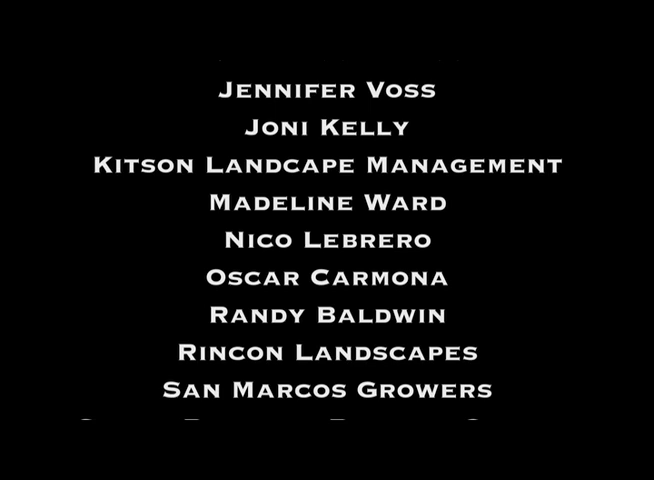 Jennifer Voss
Joni Kelly
Kitson Landcape Management
Madeline Ward
Nico Lebrero
Oscar Carmona
Randy Baldwin
Rincon Landscapes
San Marcos Growers